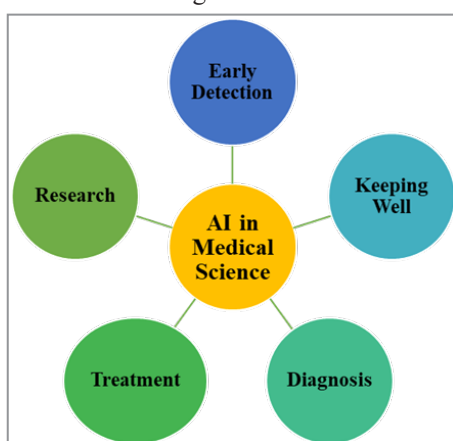 Early
Detection
Research
Keeping
Well
AI in
Medical
Science
Treatment
Diagnosis